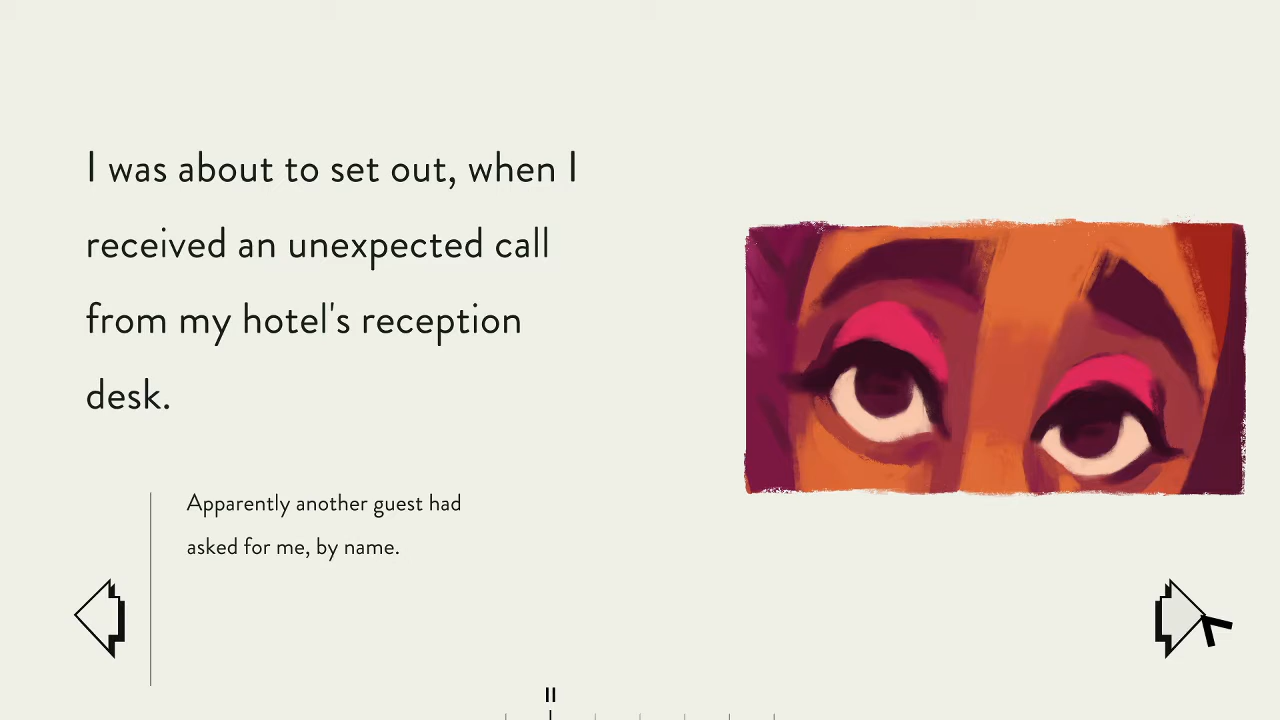 I was about to set out, when I
received an unexpected call
from my hotel's reception
desk.
Apparently another guest had
asked for me, by name.
II